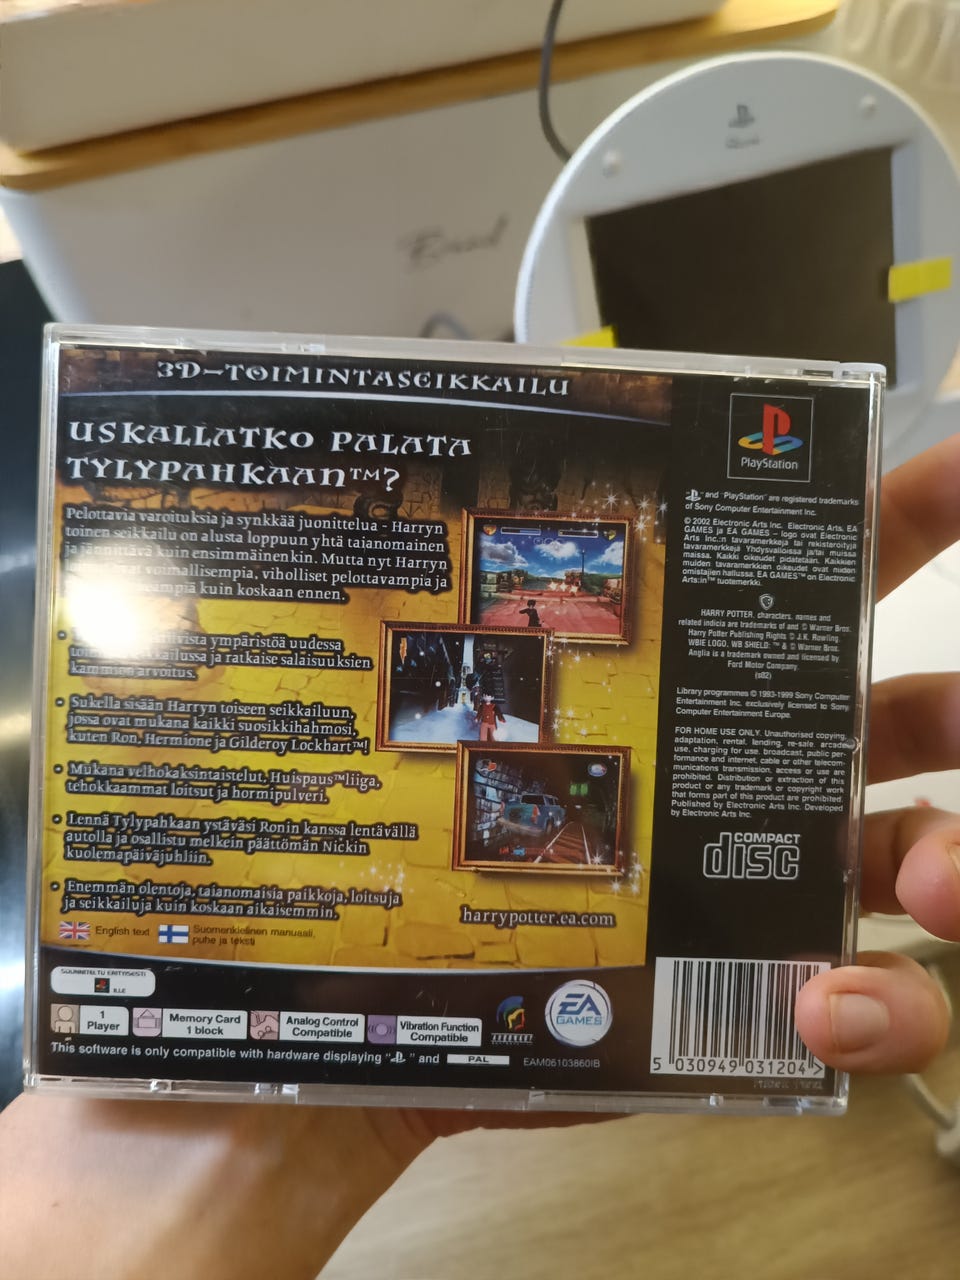 3D-TOIMINTASEIKKAILU
USKALLATKO PALATA
TYLYPAHKAAN™?
Pelottavia varoituksia ja synkkää juonittelua - Harryn
toinen seikkailu on alusta loppuun yhtä taianomainen
ja jännittävä kuin ensimmäinenkin. Mutta nyt Harryn
voimallisempia, viholliset pelottavampia ja
kuin koskaan ennen.
ympäristöä uudessa
ja ratkaise salaisuuksien
kammion arvoitus.
• Sukella sisään Harryn toiseen seikkailuun,
jossa ovat mukana kaikki suosikkihahmosi,
kuten Ron, Hermione ja Gilderoy Lockhart™!
• Mukana velhokaksintaistelut, Huispaus™liiga,
tehokkaammat loitsut ja hormipulveri.
• Lennä Tylypahkaan ystäväsi Ronin kanssa lentävällä
autolla ja osallistu melkein päättömän Nickin
kuolemapäiväjuhliin.
• Enemmän olentoja, taianomaisia paikkoja, loitsuja
ja seikkailuja kuin koskaan aikaisemmin.
harrypotter.ea.com
English text
Suomenkielinen manuaali,
puhe ja teksti
SUUNNITELTU ERITYISESTI
ILLE
1
Player
Memory Card
1 block
Analog Control
Compatible
Vibration Function
Compatible
EA
GAMES
This software is only compatible with hardware displaying " " and PAL
EAM06103860IB
PlayStation
and "PlayStation" are registered trademarks
of Sony Computer Entertainment Inc.
© 2002 Electronic Arts Inc. Electronic Arts, EA
GAMES ja EA GAMES – logo ovat Electronic
Arts Inc.:n tavaramerkkejä tai rekisteröityjä
tavaramerkkejä Yhdysvalloissa ja/tai muissa
maissa. Kaikki oikeudet pidätetään. Kaikkien
muiden tavaramerkkien oikeudet ovat niiden
omistajien hallussa. EA GAMES™ on Electronic
Arts:in™ tuotemerkki.
HARRY POTTER, characters, names and
related indicia are trademarks of and © Warner Bros.
Harry Potter Publishing Rights © J.K. Rowling.
WBIE LOGO, WB SHIELD: ™ & © Warner Bros.
Anglia is a trademark owned and licensed by
Ford Motor Company.
(s02)
Library programmes © 1993-1999 Sony Computer
Entertainment Inc. exclusively licensed to Sony
Computer Entertainment Europe.
FOR HOME USE ONLY. Unauthorised copying,
adaptation, rental, lending, re-sale, arcade
use, charging for use, broadcast, public per-
formance and internet, cable or other telecom-
munications transmission, access or use are
prohibited. Distribution or extraction of this
product or any trademark or copyright work
that forms part of this product are prohibited.
Published by Electronic Arts Inc. Developed
by Electronic Arts Inc.
COMPACT
disc
5 030949 031204 >